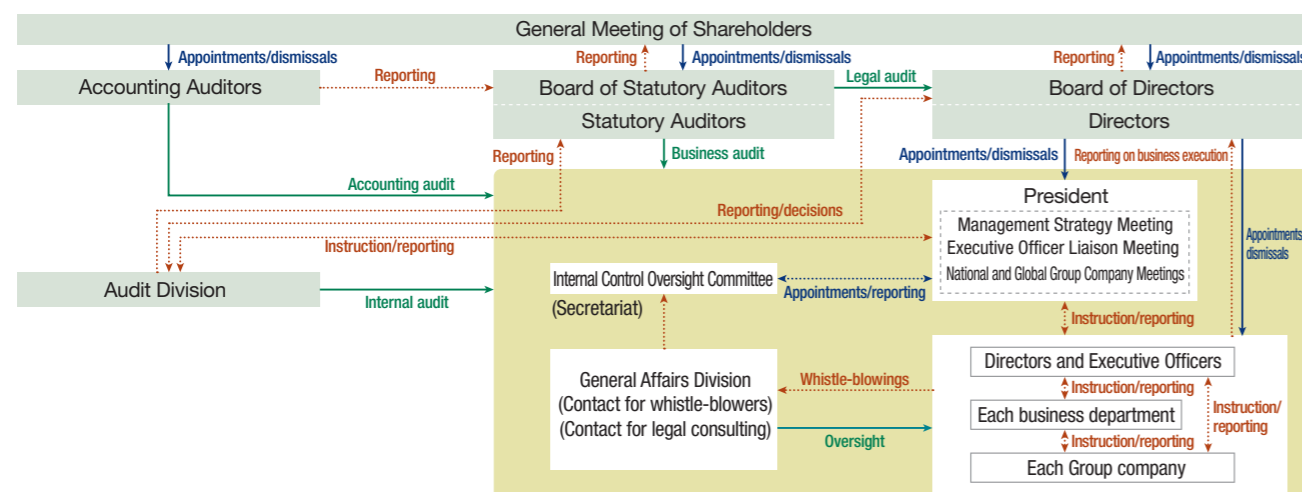 General Meeting of Shareholders
Appointments/dismissals
Reporting
Appointments/dismissals
Reporting
Appointments/dismissals
Accounting Auditors
Reporting
Board of Statutory Auditors
Statutory Auditors
Legal audit
Board of Directors
Directors
Reporting
Business audit
Appointments/dismissals
Reporting on business execution
Accounting audit
President
Management Strategy Meeting
Executive Officer Liaison Meeting
National and Global Group Company Meetings
Reporting/decisions
Instruction/reporting
Appointments
dismissals
Audit Division
Internal audit
Internal Control Oversight Committee
(Secretariat)
Appointments/reporting
Instruction/reporting
General Affairs Division
(Contact for whistle-blowers)
(Contact for legal consulting)
Whistle-blowings
Oversight
Directors and Executive Officers
Instruction/reporting
Each business department
Instruction/reporting
Each Group company
Instruction/
reporting